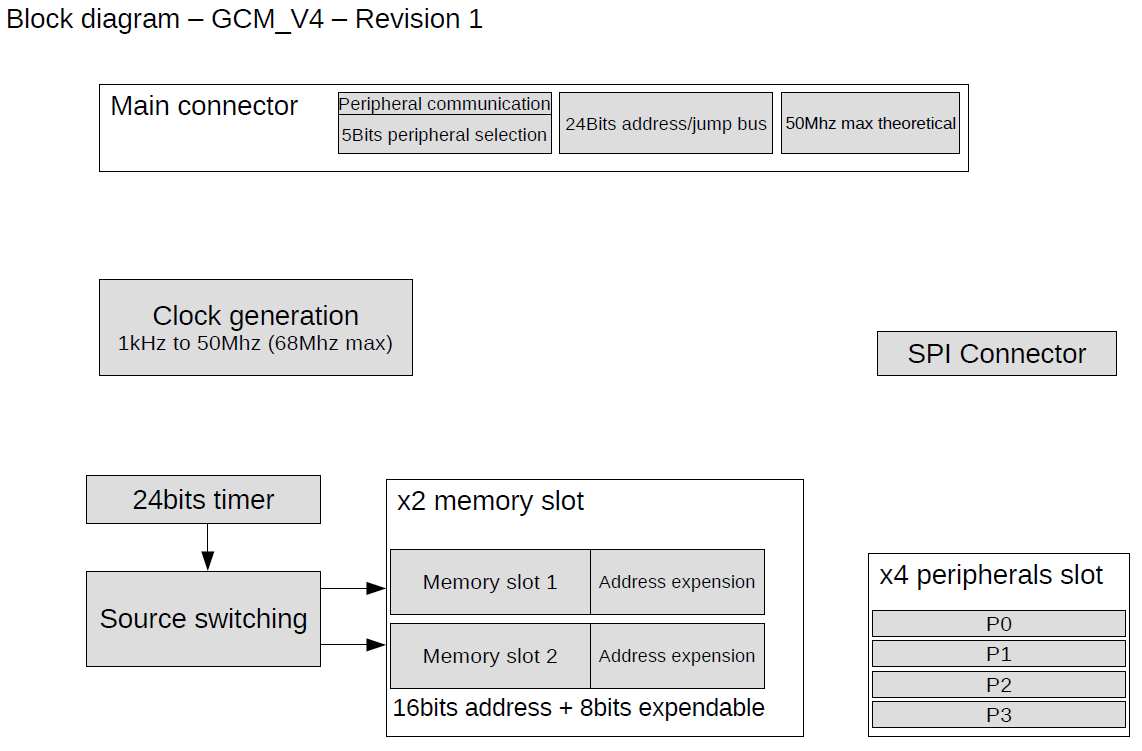 Block diagram – GCM_V4 – Revision 1
Main connector
Peripheral communication
5Bits peripheral selection
24Bits address/jump bus
50Mhz max theoretical
Clock generation
1kHz to 50Mhz (68Mhz max)
SPI Connector
24bits timer
Source switching
x2 memory slot
Memory slot 1
Address expension
Memory slot 2
Address expension
16bits address + 8bits expendable
x4 peripherals slot
P0
P1
P2
P3